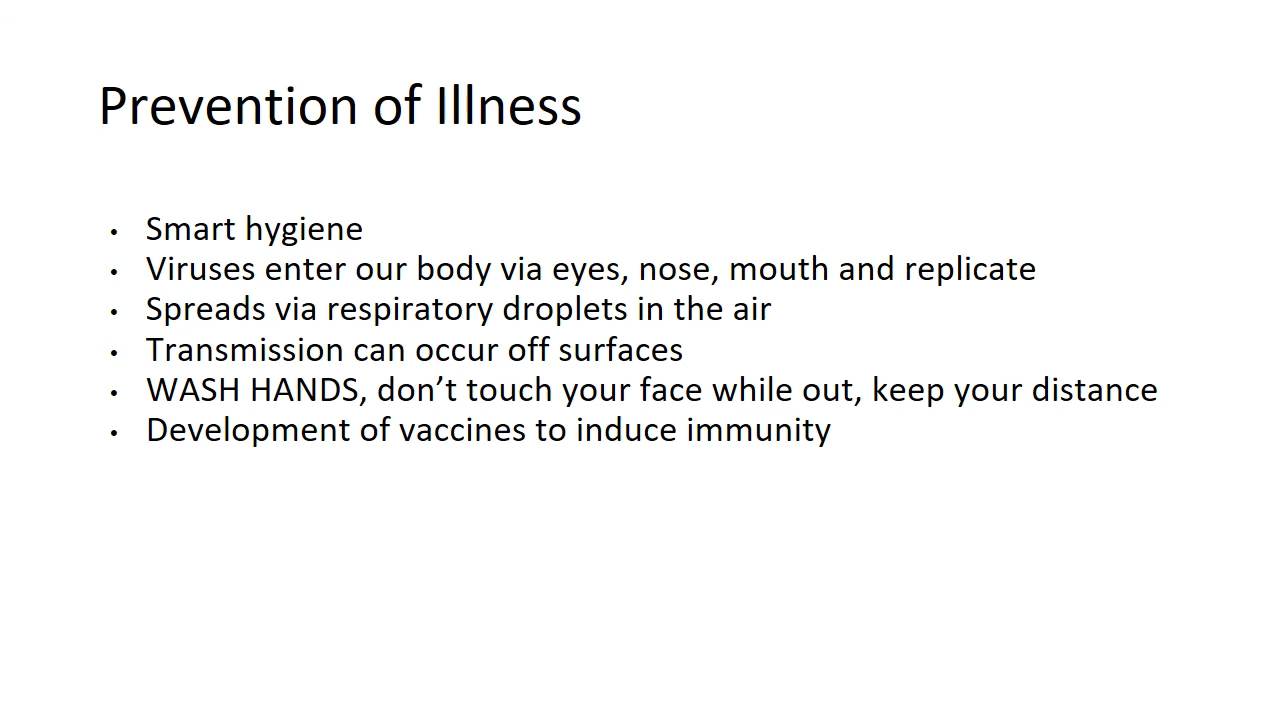 Prevention of Illness
• Smart hygiene
• Viruses enter our body via eyes, nose, mouth and replicate
• Spreads via respiratory droplets in the air
• Transmission can occur off surfaces
• WASH HANDS, don’t touch your face while out, keep your distance
• Development of vaccines to induce immunity